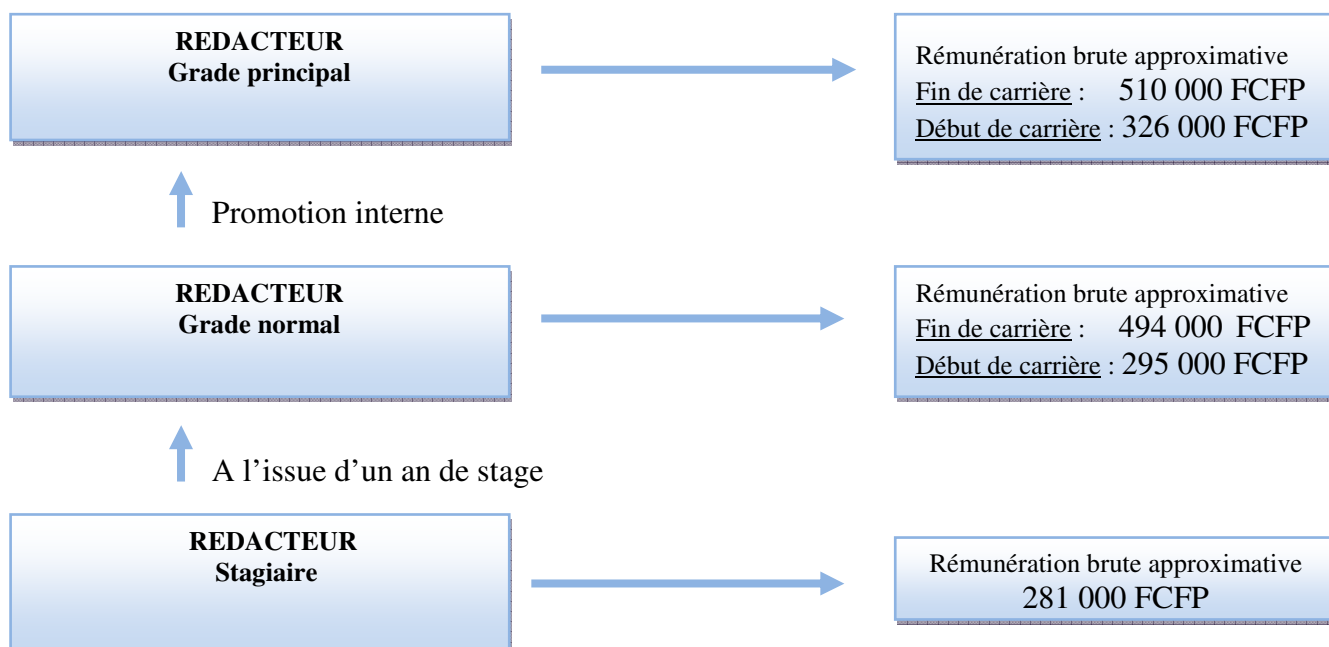 REDACTEUR
Grade principal
Rémunération brute approximative
Fin de carrière : 510 000 FCFP
Début de carrière : 326 000 FCFP
Promotion interne
REDACTEUR
Grade normal
Rémunération brute approximative
Fin de carrière : 494 000 FCFP
Début de carrière : 295 000 FCFP
A l’issue d’un an de stage
REDACTEUR
Stagiaire
Rémunération brute approximative
281 000 FCFP